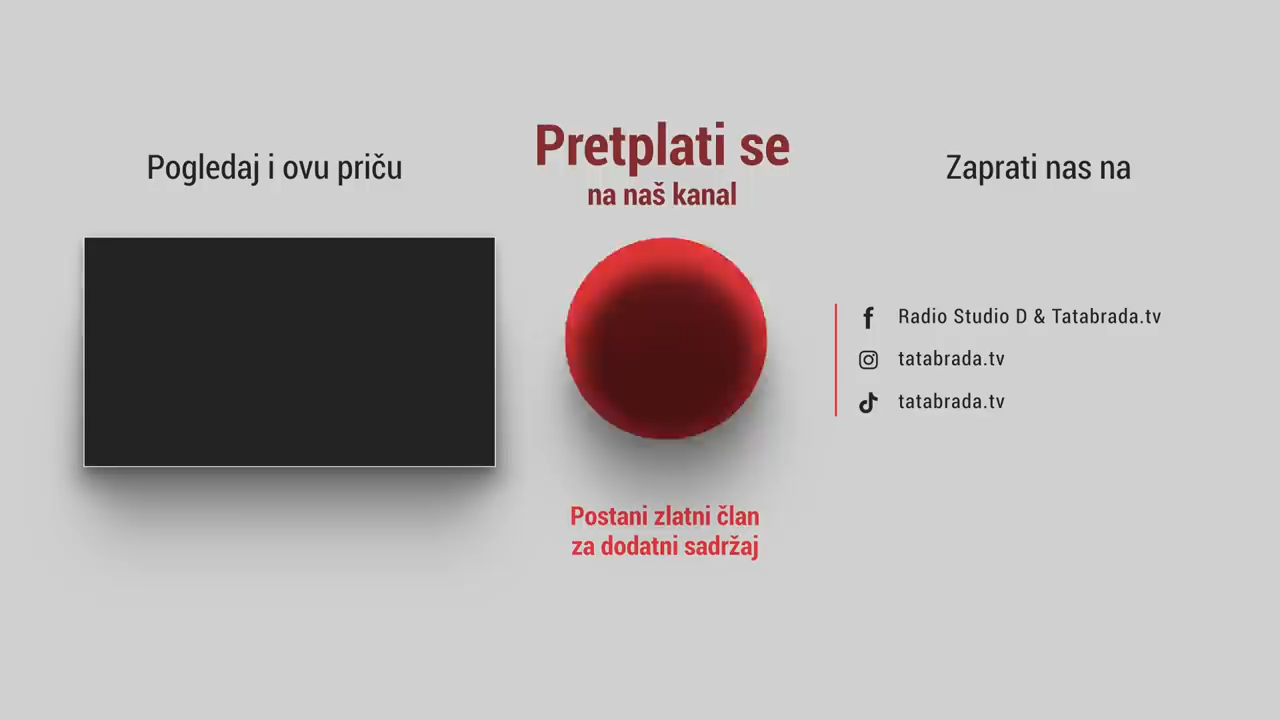 Pogledaj i ovu priču
Pretplati se
na naš kanal
Postani zlatni član
za dodatni sadržaj
Zaprati nas na
Radio Studio D & Tatabrada.tv
tatabrada.tv
tatabrada.tv